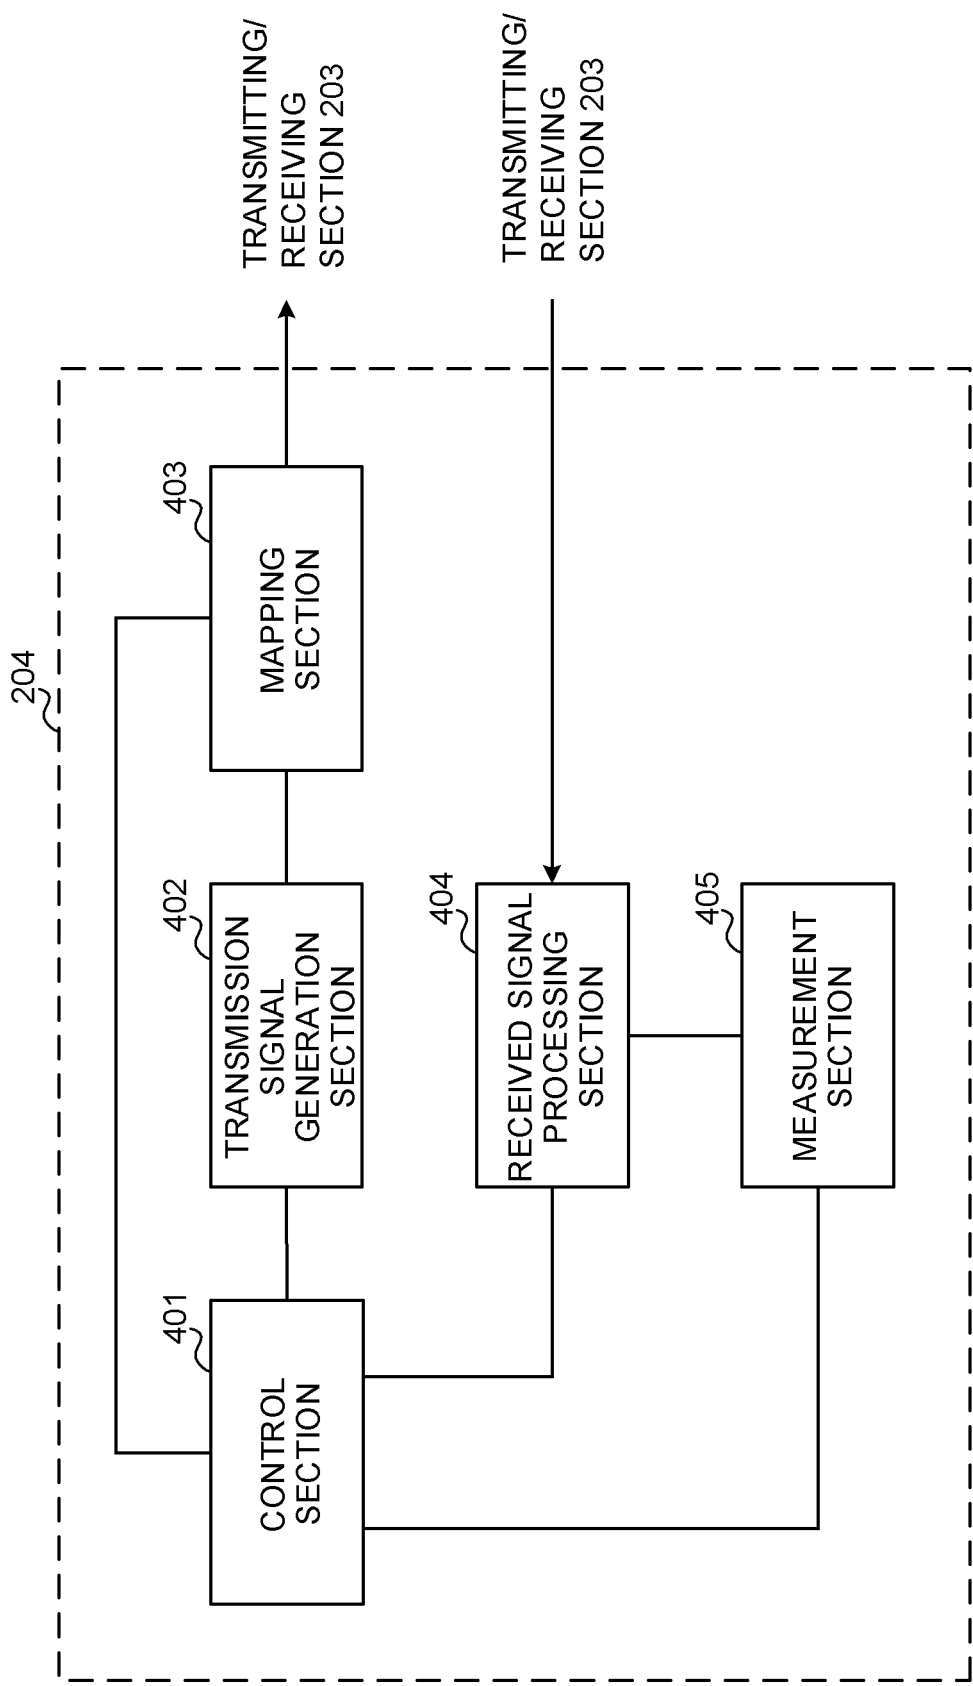 204
401
CONTROL
SECTION
402
TRANSMISSION
SIGNAL
GENERATION
SECTION
403
MAPPING
SECTION
TRANSMITTING/
RECEIVING
SECTION 203
404
RECEIVED SIGNAL
PROCESSING
SECTION
TRANSMITTING/
RECEIVING
SECTION 203
405
MEASUREMENT
SECTION